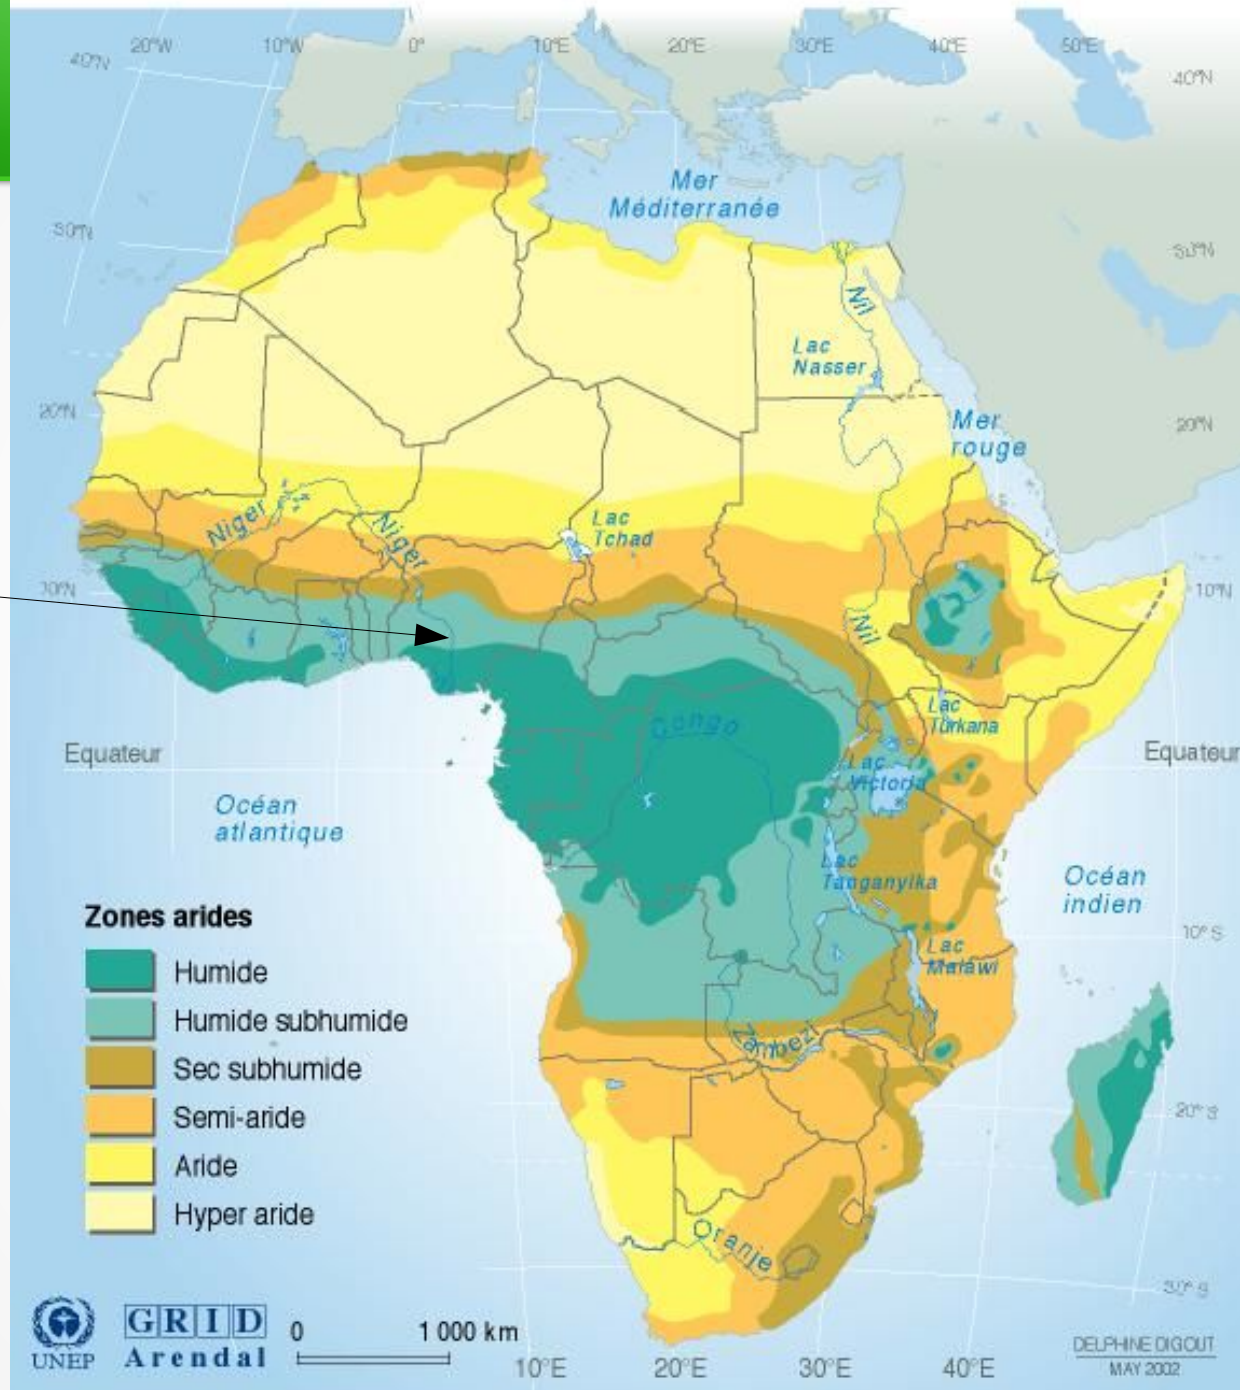 20°W 10°W 0° 10°E 20°E 30°E 40°E 50°E
40°N
40°N
Mer
Méditerranée
30°N
30°N
Nil
Lac
Nasser
20°N
20°N
Mer
rouge
Niger
Niger
Lac
Tchad
10°N
10°N
Nil
Lac
Turkana
Congo
Equateur
Equateur
Lac
Victoria
Océan
atlantique
Lac
Tanganyika
Océan
indien
10° S
Lac
Malawi
Zambezi
20° S
Oranje
30° S
Zones arides
Humide
Humide subhumide
Sec subhumide
Semi-aride
Aride
Hyper aride
UNEP
GRID
Arendal
0 1 000 km
10°E 20°E 30°E 40°E
DELPHINE DIGOUT
MAY 2002